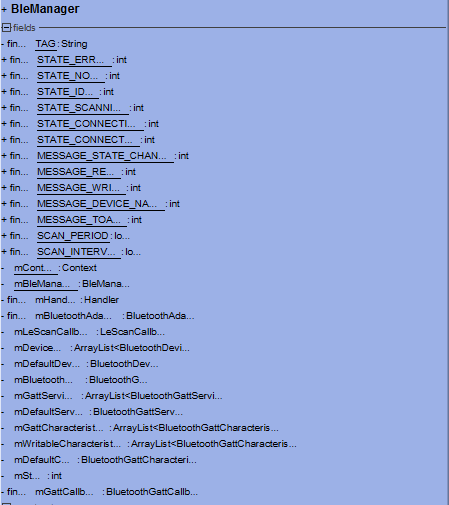 + BleManager
fields
- fin... TAG:String
+ fin... STATE_ERR... :int
+ fin... STATE_NO... :int
+ fin... STATE_ID... :int
+ fin... STATE_SCANNI... :int
+ fin... STATE_CONNECTI... :int
+ fin... STATE_CONNECT... :int
+ fin... MESSAGE_STATE_CHAN... :int
+ fin... MESSAGE_RE... :int
+ fin... MESSAGE_WRI... :int
+ fin... MESSAGE_DEVICE_NA... :int
+ fin... MESSAGE_TOA... :int
+ fin... SCAN_PERIOD:lo...
+ fin... SCAN_INTERV... :lo...
- mCont... :Context
- mBleMana... :BleMana...
- fin... mHand... :Handler
- fin... mBluetoothAda... :BluetoothAda...
- mLeScanCallb... :LeScanCallb...
- mDevice... :ArrayList<BluetoothDevi...
- mDefaultDev... :BluetoothDev...
- mBluetooth... :BluetoothG...
- mGattServi... :ArrayList<BluetoothGattServi...
- mDefaultServ... :BluetoothGattServ...
- mGattCharacterist... :ArrayList<BluetoothGattCharacteris...
- mWritableCharacterist... :ArrayList<BluetoothGattCharacteris...
- mDefaultC... :BluetoothGattCharacteri...
- mSt... :int
- fin... mGattCallb... :BluetoothGattCallb...